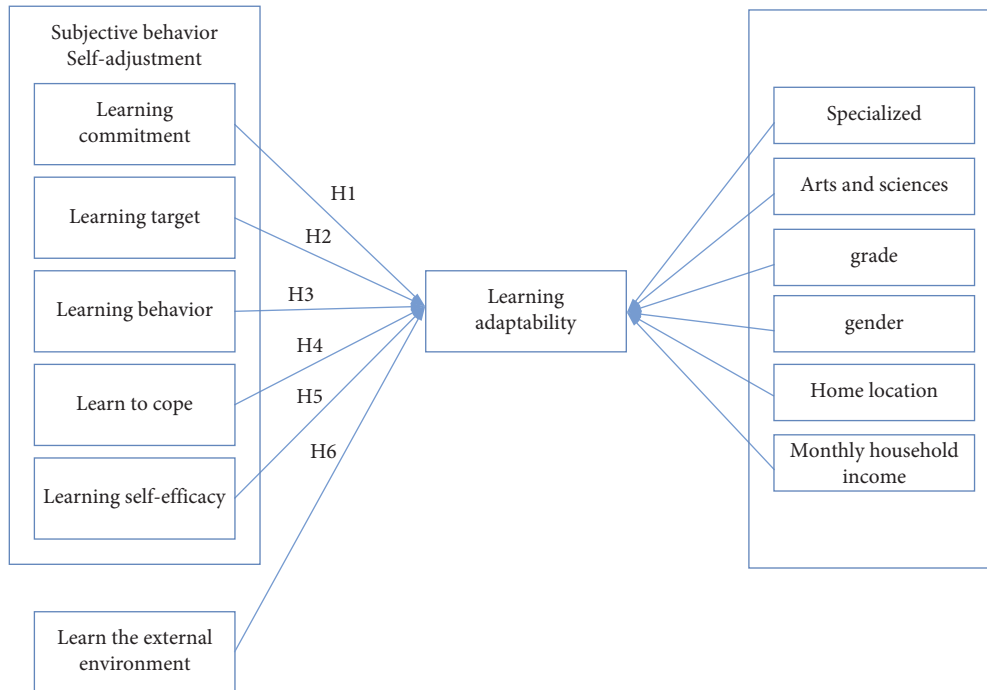 Subjective behavior
Self-adjustment
Learning
commitment
Learning target
Learning behavior
Learn to cope
Learning self-efficacy
Learn the external
environment
H1
H2
H3
H4
H5
H6
Learning
adaptability
Specialized
Arts and sciences
grade
gender
Home location
Monthly household
income